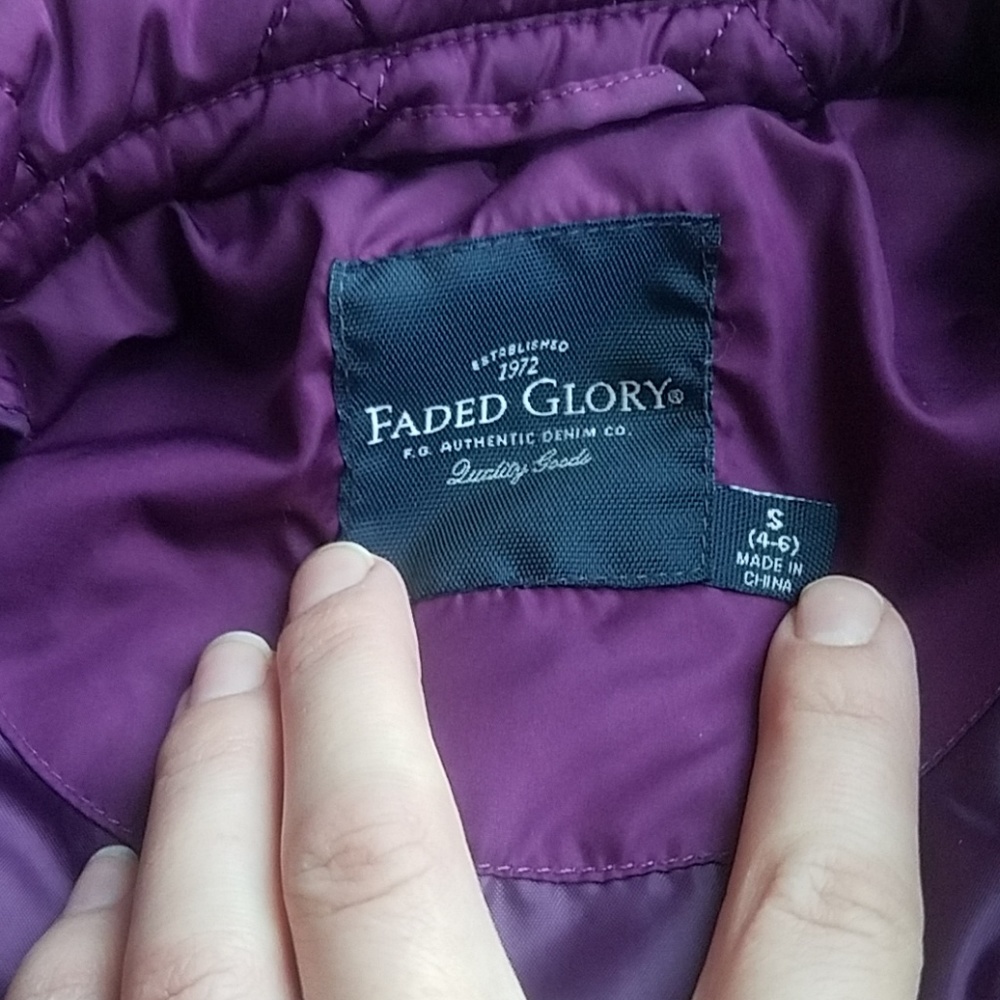 ESTABLISHED
1972
FADED GLORY®
F.G. AUTHENTIC DENIM CO.
Quality Goods
S
(4-6)
MADE IN
CHINA